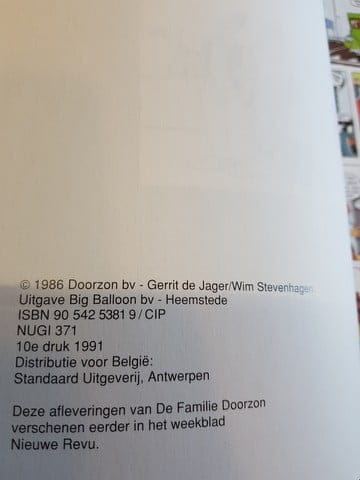 © 1986 Doorzon bv - Gerrit de Jager/Wim Stevenhagen
Uitgave Big Balloon bv - Heemstede
ISBN 90 542 5381 9/CIP
NUGI 371
10e druk 1991
Distributie voor België:
Standaard Uitgeverij, Antwerpen
Deze afleveringen van De Familie Doorzon
verschenen eerder in het weekblad
Nieuwe Revu.